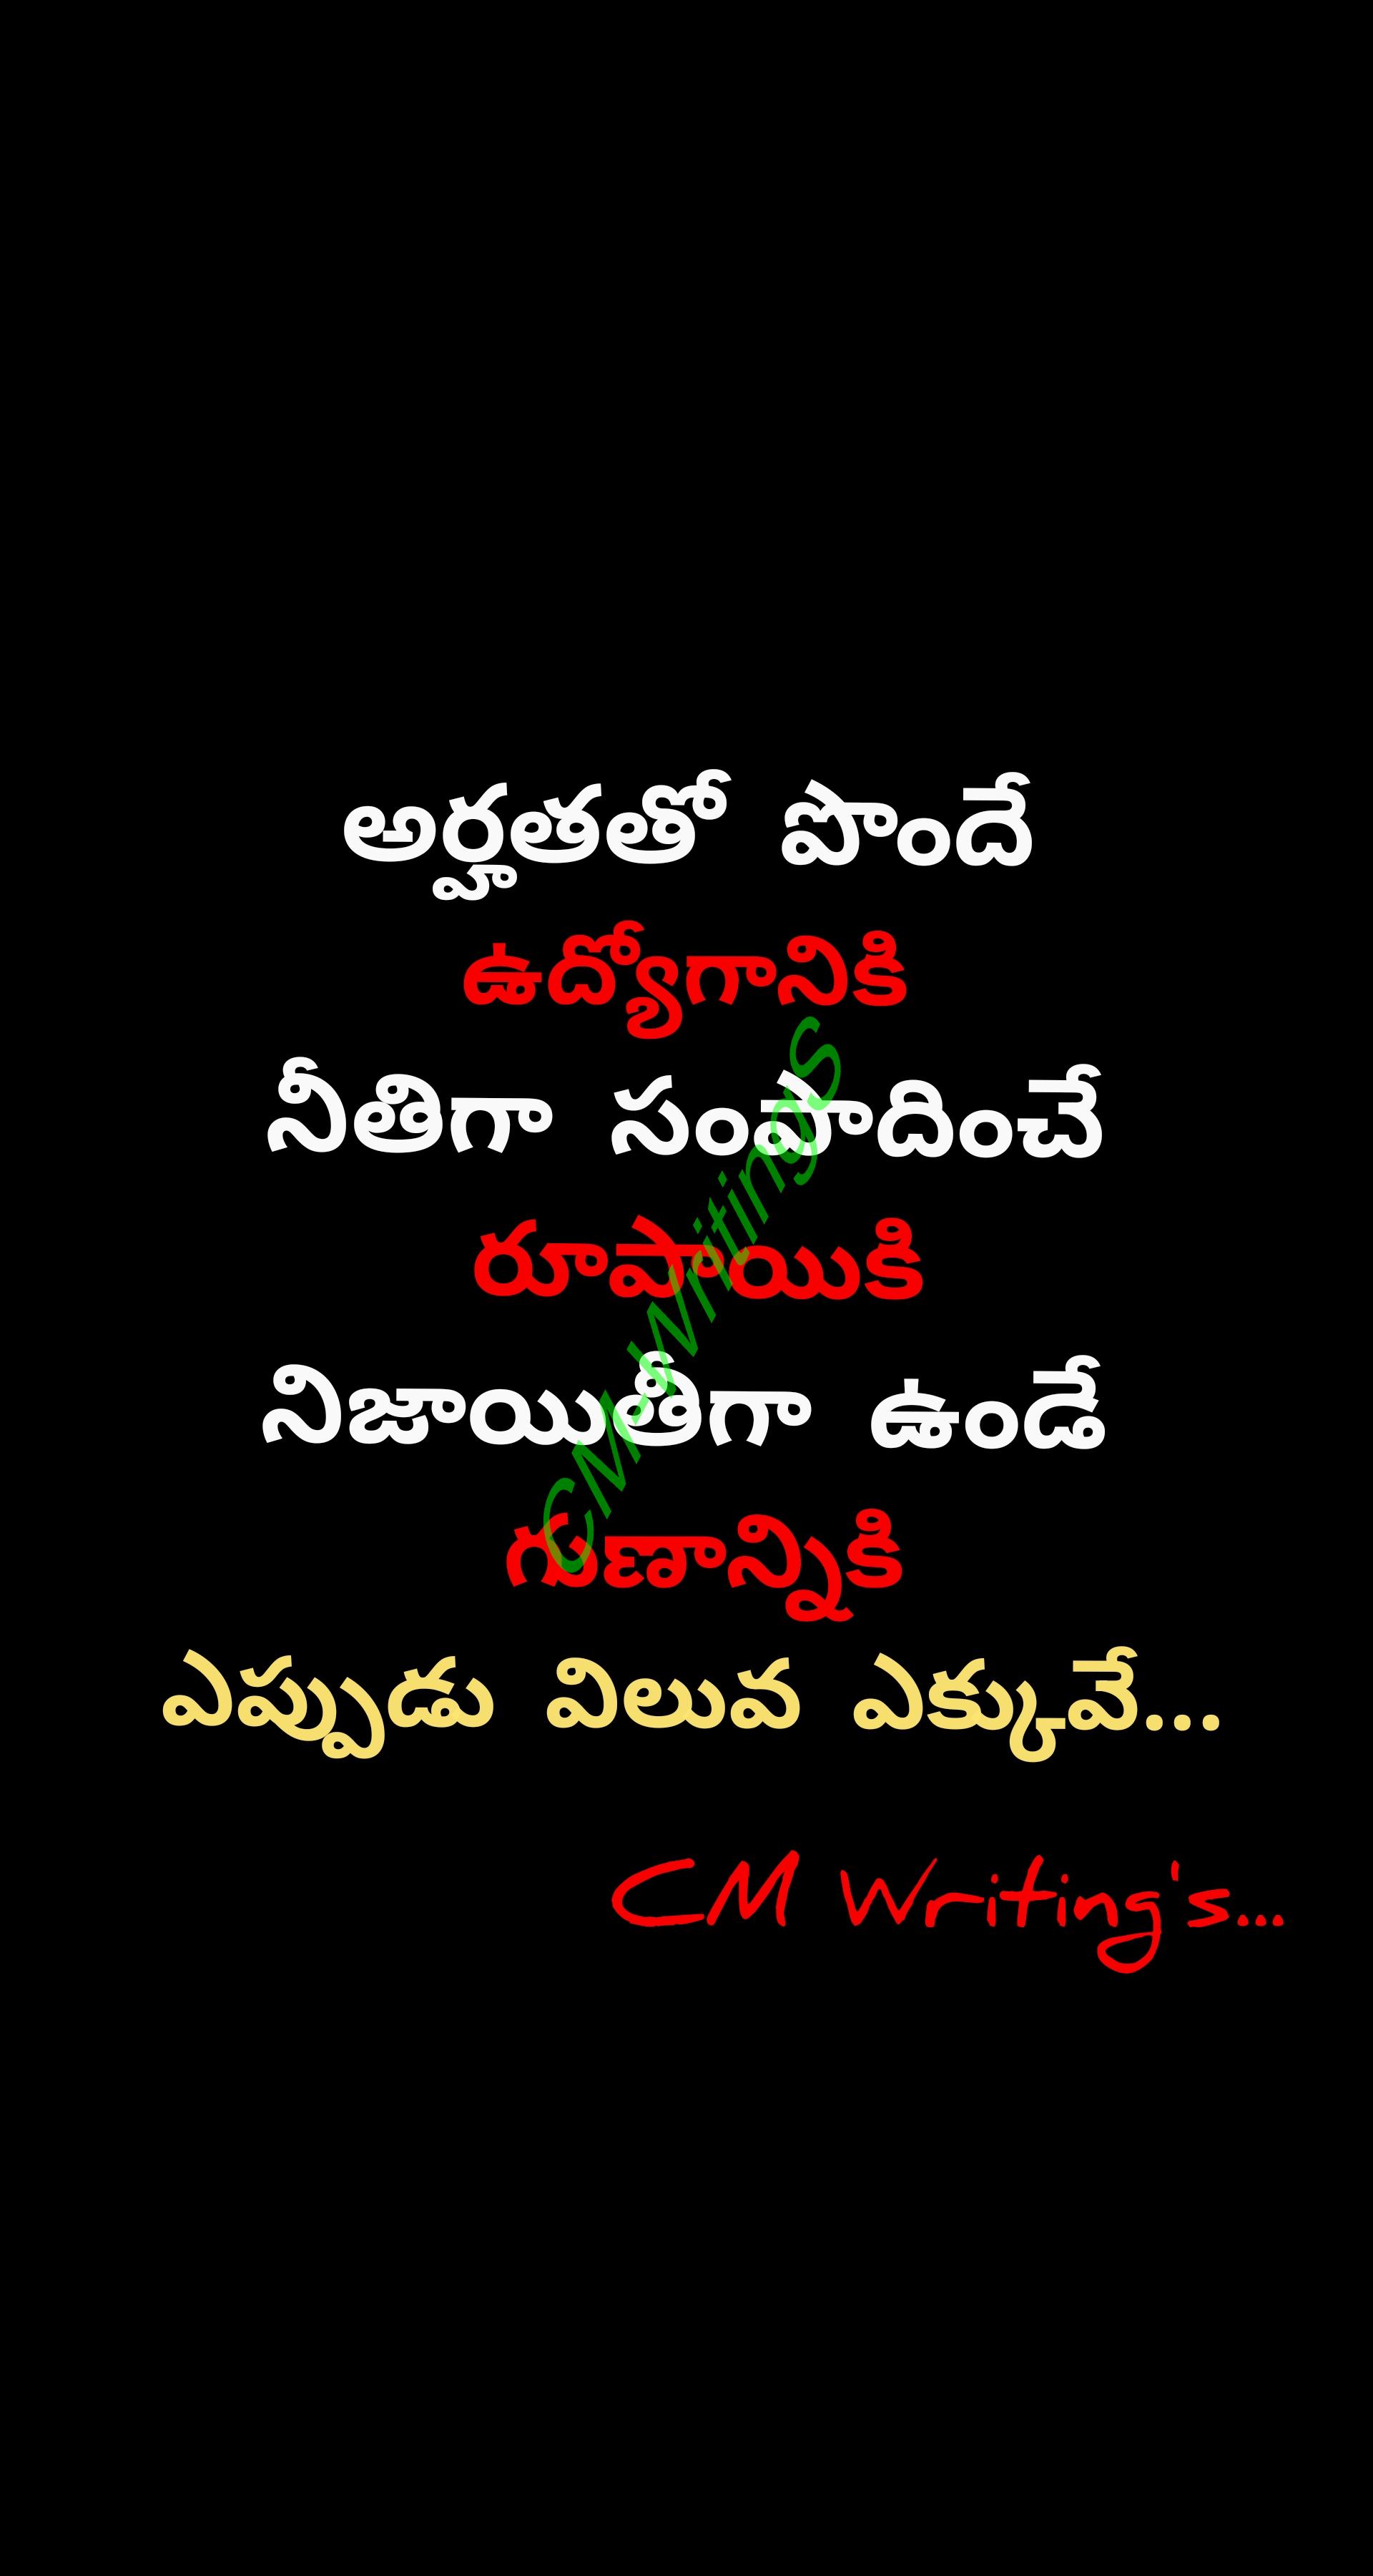 అర్హతతో పొందే
ఉద్యోగానికి
నీతిగా సంపాదించే
రూపాయికి
నిజాయితీగా ఉండే
గుణాన్నికి
ఎప్పుడు విలువ ఎక్కువే...
CM Writing's...
CM-Writings